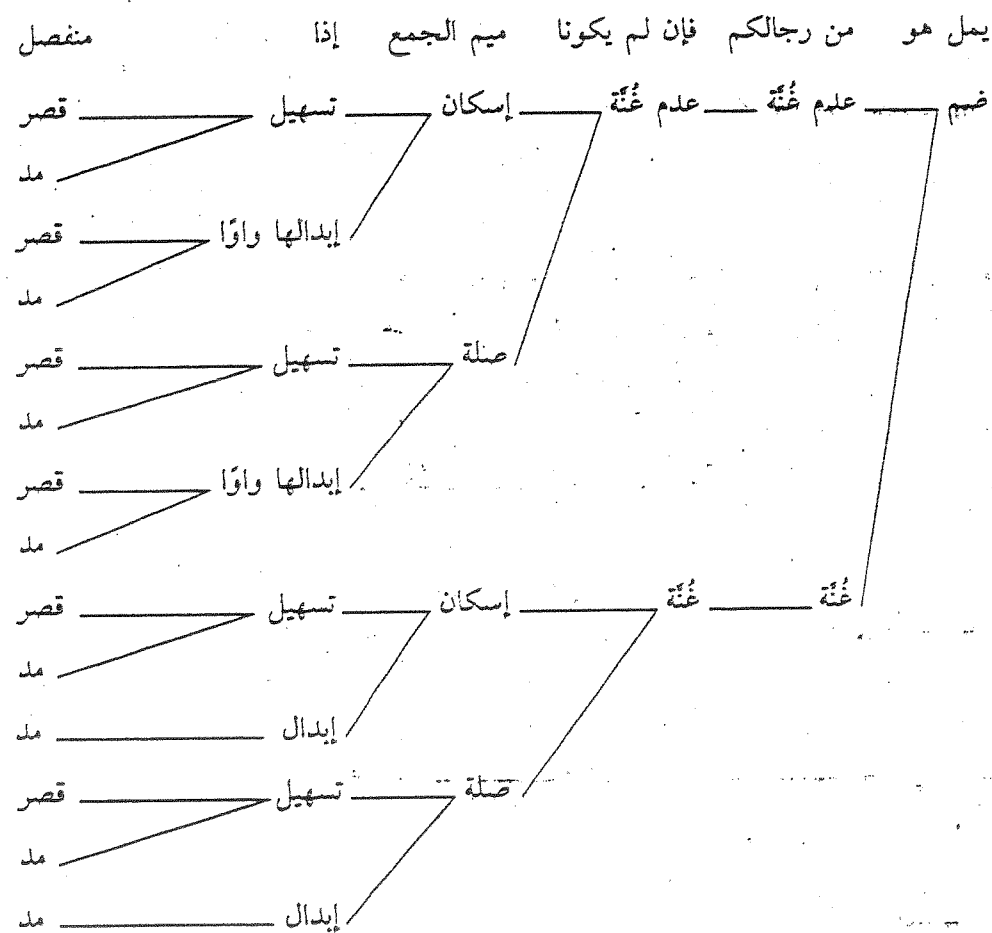 يمل هو من رجالكم فإن لم يكونا ميم الجمع إذا منفصل
ضم عدم غُنَّة عدم غُنَّة إسكان تسهيل قصر
مد
إبدالها واوًا قصر
مد
صلة تسهيل قصر
مد
إبدالها واوًا قصر
مد
غُنَّة غُنَّة إسكان تسهيل قصر
مد
إبدال مد
صلة تسهيل قصر
مد
إبدال مد